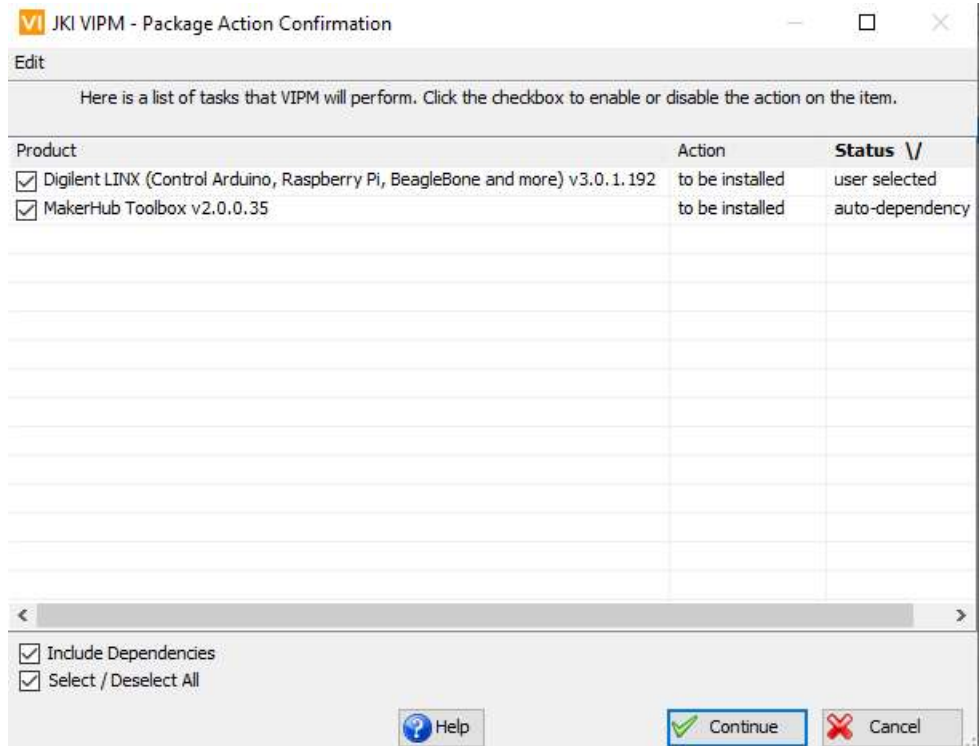 VI JKI VIPM - Package Action Confirmation
Edit
Here is a list of tasks that VIPM will perform. Click the checkbox to enable or disable the action on the item.
Product Action Status \/
Digilent LINX (Control Arduino, Raspberry Pi, BeagleBone and more) v3.0.1.192 to be installed user selected
MakerHub Toolbox v2.0.0.35 to be installed auto-dependency
Include Dependencies
Select / Deselect All
Help Continue Cancel